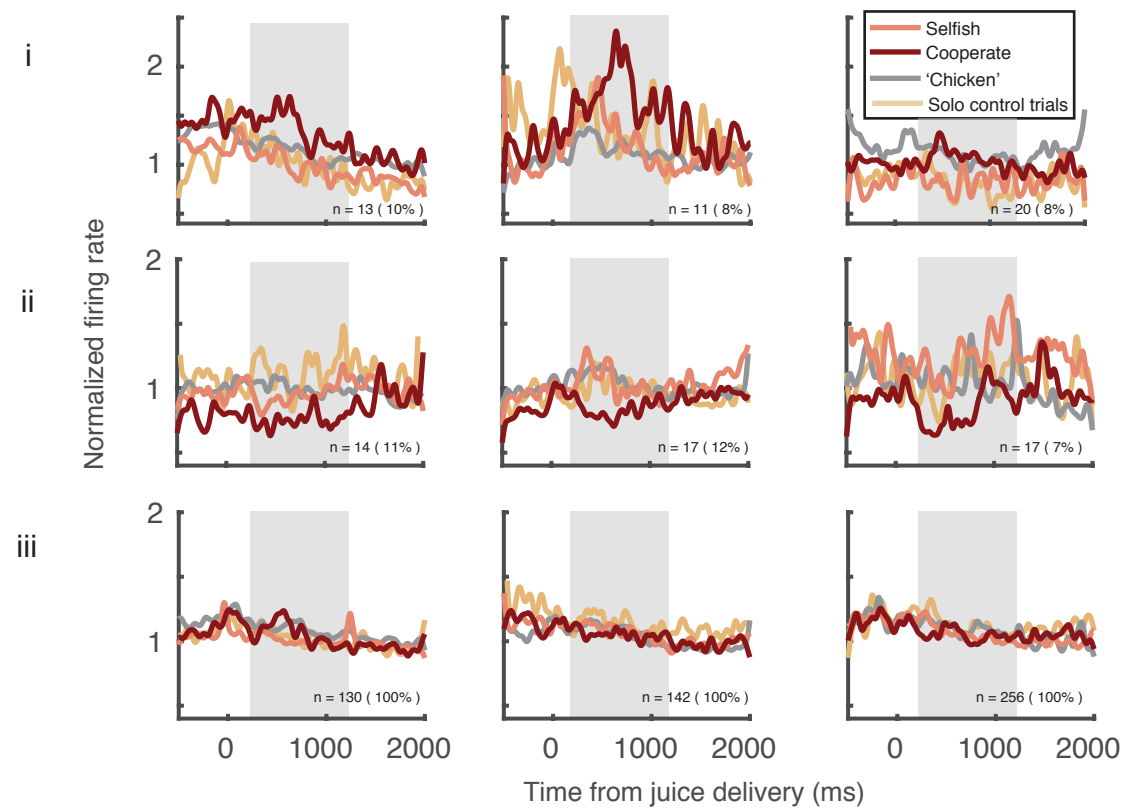 i
2
1
n = 13 ( 10% )
n = 11 ( 8% )
n = 20 ( 8% )
Selfish
Cooperate
‘Chicken’
Solo control trials
Normalized firing rate
ii
2
1
n = 14 ( 11% )
n = 17 ( 12% )
n = 17 ( 7% )
iii
2
1
n = 130 ( 100% )
n = 142 ( 100% )
n = 256 ( 100% )
0 1000 2000
0 1000 2000
0 1000 2000
Time from juice delivery (ms)